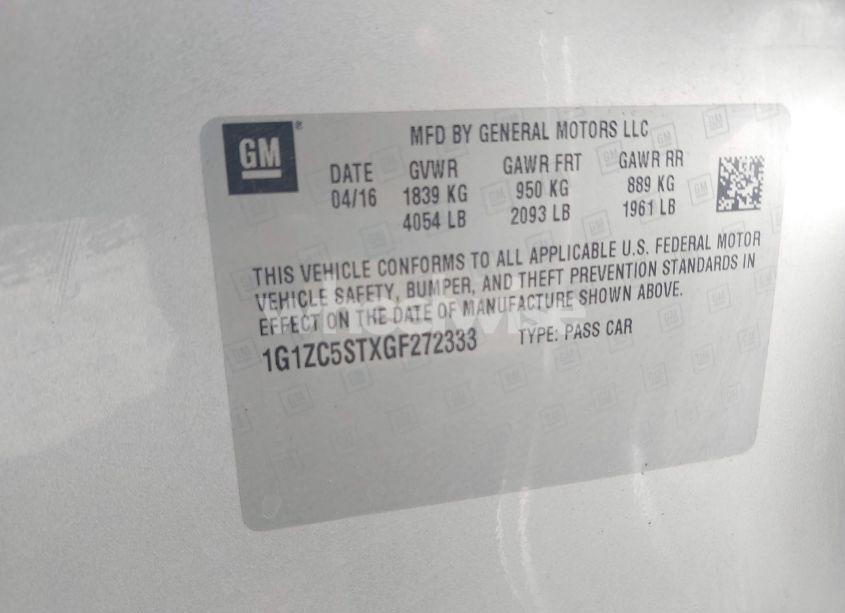 GM®
MFD BY GENERAL MOTORS LLC
DATE GVWR GAWR FRT GAWR RR
04/16 1839 KG 950 KG 889 KG
4054 LB 2093 LB 1961 LB
THIS VEHICLE CONFORMS TO ALL APPLICABLE U.S. FEDERAL MOTOR
VEHICLE SAFETY, BUMPER, AND THEFT PREVENTION STANDARDS IN
EFFECT ON THE DATE OF MANUFACTURE SHOWN ABOVE.
1G1ZC5STXGF272333 TYPE: PASS CAR
wheelwise